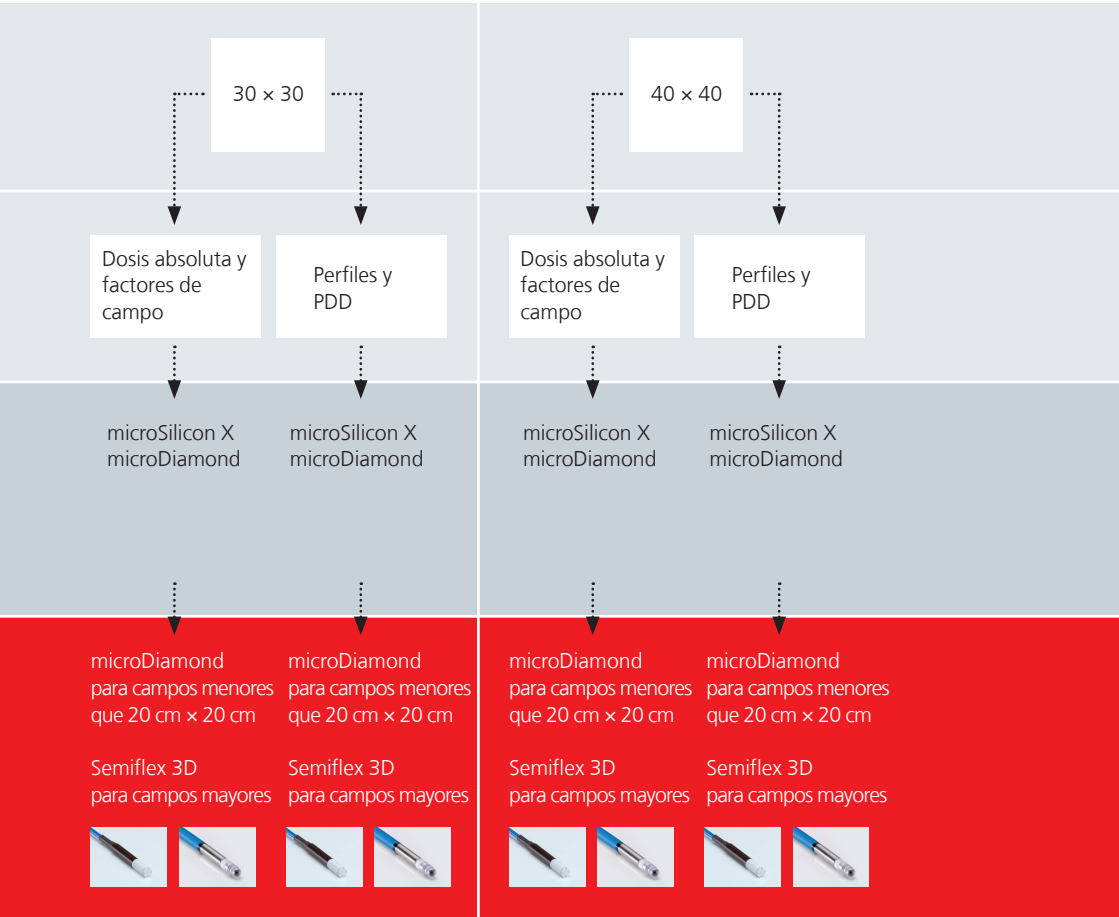 30 × 30
40 × 40
Dosis absoluta y
factores de
campo
Perfiles y
PDD
Dosis absoluta y
factores de
campo
Perfiles y
PDD
microSilicon X
microDiamond
microSilicon X
microDiamond
microSilicon X
microDiamond
microSilicon X
microDiamond
microDiamond
para campos menores
que 20 cm × 20 cm
Semiflex 3D
para campos mayores
microDiamond
para campos menores
que 20 cm × 20 cm
Semiflex 3D
para campos mayores
microDiamond
para campos menores
que 20 cm × 20 cm
Semiflex 3D
para campos mayores
microDiamond
para campos menores
que 20 cm × 20 cm
Semiflex 3D
para campos mayores